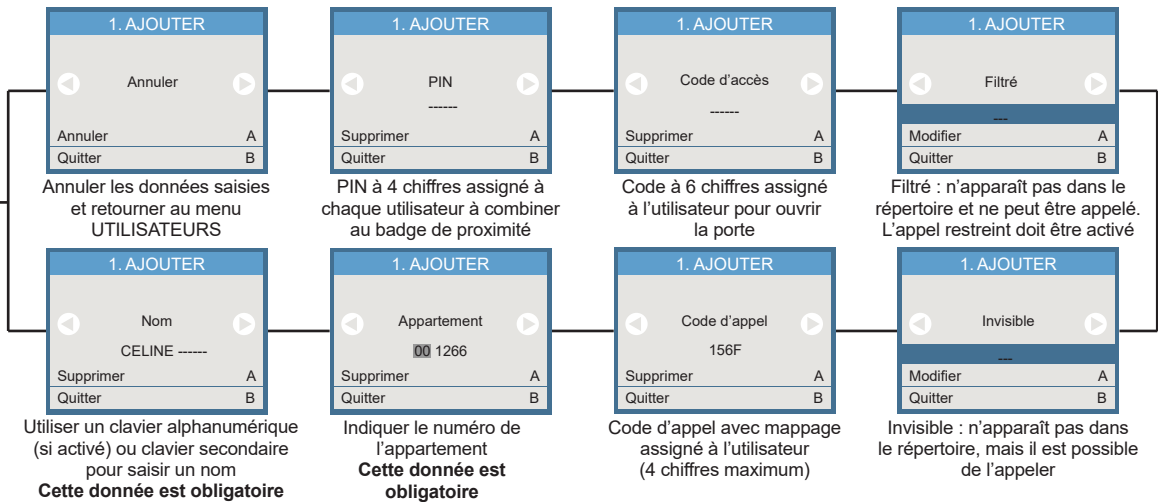 1. AJOUTER
Annuler
Annuler A
Quitter B
Annuler les données saisies
et retourner au menu
UTILISATEURS
1. AJOUTER
PIN
------
Supprimer A
Quitter B
PIN à 4 chiffres assigné à
chaque utilisateur à combiner
au badge de proximité
1. AJOUTER
Code d’accès
------
Supprimer A
Quitter B
Code à 6 chiffres assigné
à l’utilisateur pour ouvrir
la porte
1. AJOUTER
Filtré
---
Modifier A
Quitter B
Filtré : n’apparaît pas dans le
répertoire et ne peut être appelé.
L’appel restreint doit être activé
1. AJOUTER
Nom
CELINE ------
Supprimer A
Quitter B
Utiliser un clavier alphanumérique
(si activé) ou clavier secondaire
pour saisir un nom
Cette donnée est obligatoire
1. AJOUTER
Appartement
00 1266
Supprimer A
Quitter B
Indiquer le numéro de
l’appartement
Cette donnée est
obligatoire
1. AJOUTER
Code d’appel
156F
Supprimer A
Quitter B
Code d’appel avec mappage
assigné à l’utilisateur
(4 chiffres maximum)
1. AJOUTER
Invisible
---
Modifier A
Quitter B
Invisible : n’apparaît pas dans
le répertoire, mais il est possible
de l’appeler